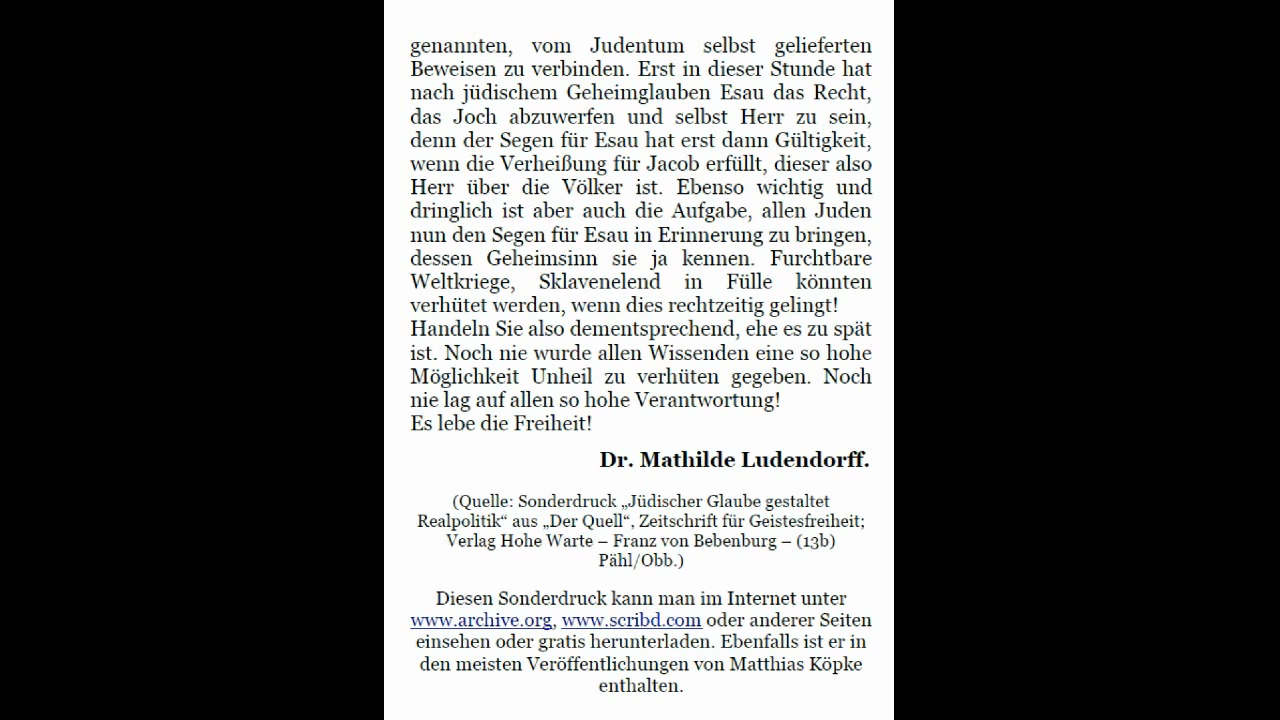 genannten, vom Judentum selbst gelieferten
Beweisen zu verbinden. Erst in dieser Stunde hat
nach jüdischem Geheimglauben Esau das Recht,
das Joch abzuwerfen und selbst Herr zu sein,
denn der Segen für Esau hat erst dann Gültigkeit,
wenn die Verheißung für Jacob erfüllt, dieser also
Herr über die Völker ist. Ebenso wichtig und
dringlich ist aber auch die Aufgabe, allen Juden
nun den Segen für Esau in Erinnerung zu bringen,
dessen Geheimsinn sie ja kennen. Furchtbare
Weltkriege, Sklavenelend in Fülle könnten
verhütet werden, wenn dies rechtzeitig gelingt!
Handeln Sie also dementsprechend, ehe es zu spät
ist. Noch nie wurde allen Wissenden eine so hohe
Möglichkeit Unheil zu verhüten gegeben. Noch
nie lag auf allen so hohe Verantwortung!
Es lebe die Freiheit!
Dr. Mathilde Ludendorff.
(Quelle: Sonderdruck „Jüdischer Glaube gestaltet
Realpolitik“ aus „Der Quell“, Zeitschrift für Geistesfreiheit;
Verlag Hohe Warte – Franz von Bebenburg – (13b)
Pähl/Obb.)
Diesen Sonderdruck kann man im Internet unter
www.archive.org, www.scribd.com oder anderer Seiten
einsehen oder gratis herunterladen. Ebenfalls ist er in
den meisten Veröffentlichungen von Matthias Köpke
enthalten.